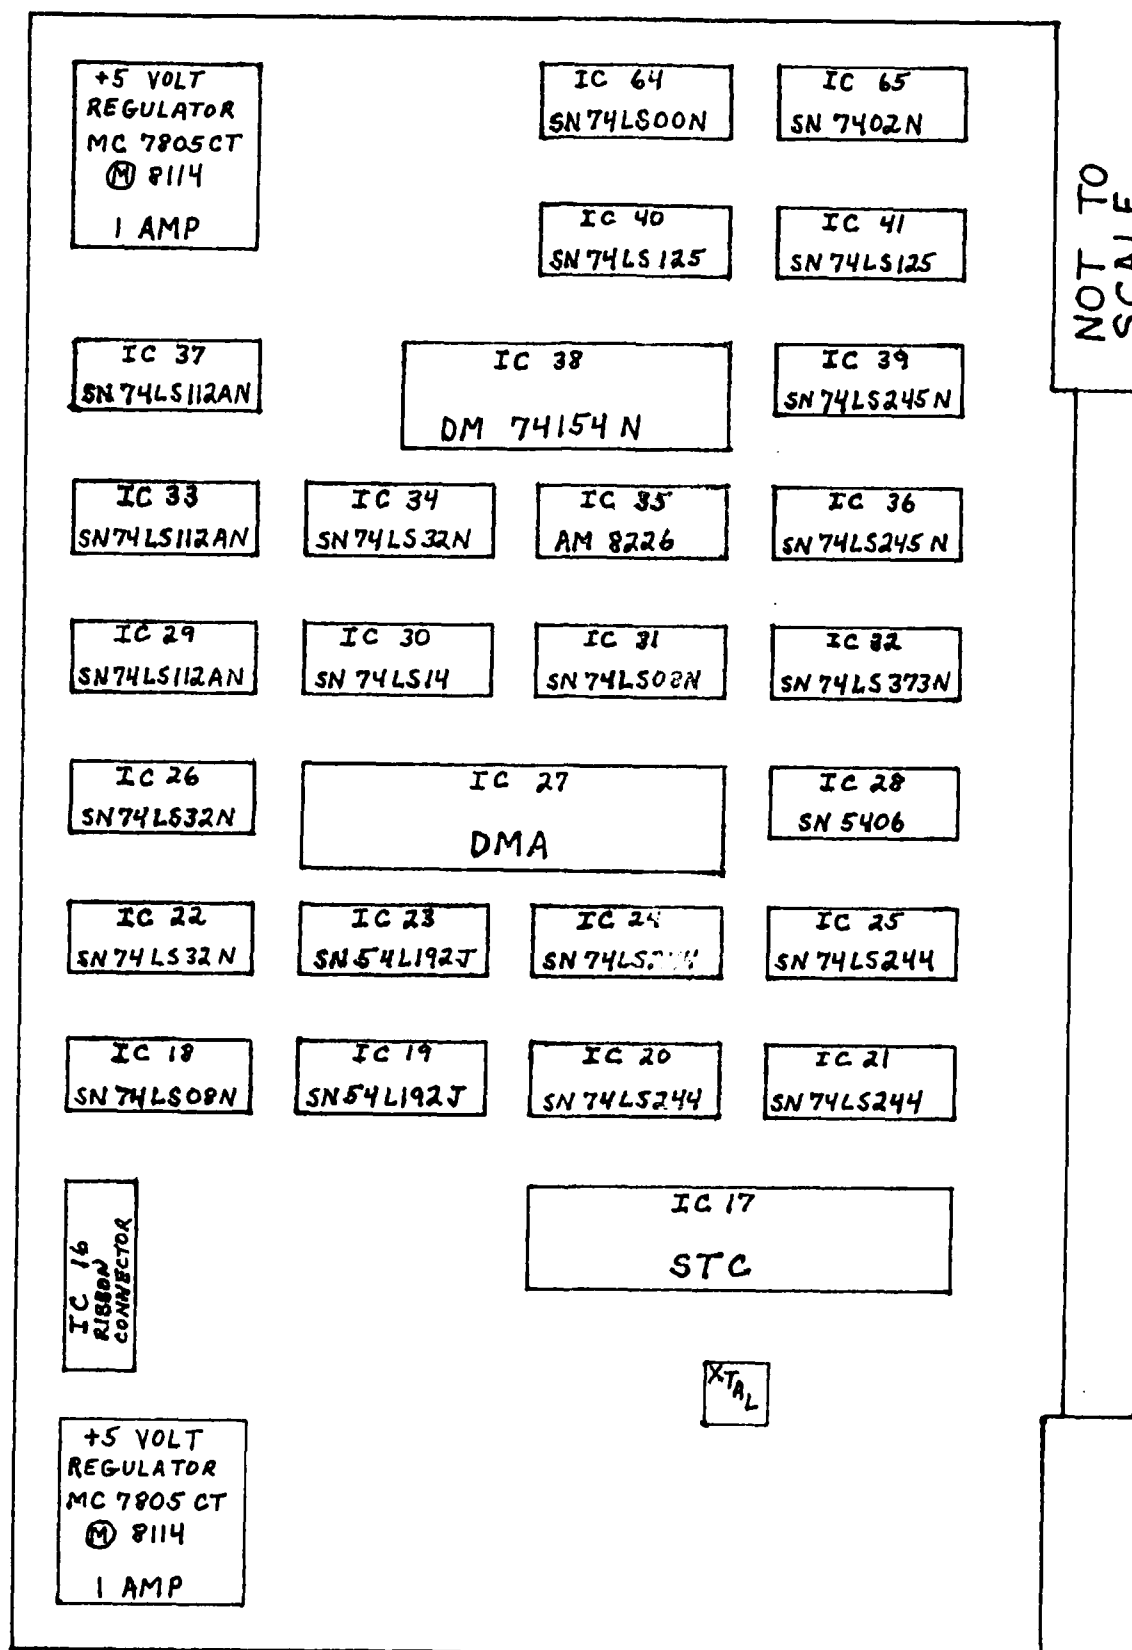 +5 VOLT
REGULATOR
MC 7805CT
Ⓜ 8114
1 AMP
IC 64
SN74LS00N
IC 65
SN 7402N
NOT TO
SCALE
IC 40
SN74LS125
IC 41
SN74LS125
IC 37
SN74LS112AN
IC 38
DM 74154N
IC 39
SN74LS245N
IC 33
SN74LS112AN
IC 34
SN74LS32N
IC 35
AM 8226
IC 36
SN74LS245N
IC 29
SN74LS112AN
IC 30
SN 74LS14
IC 31
SN74LS08N
IC 32
SN74LS373N
IC 26
SN74LS32N
IC 27
DMA
IC 28
SN 5406
IC 22
SN74LS32N
IC 23
SN54L192J
IC 24
IC 25
SN74LS244
IC 18
SN74LS08N
IC 19
SN54L192J
IC 20
SN74LS244
IC 21
SN74LS244
IC 16
RIBBON
CONNECTOR
IC 17
STC
XTAL
+5 VOLT
REGULATOR
MC 7805 CT
Ⓜ 8114
1 AMP